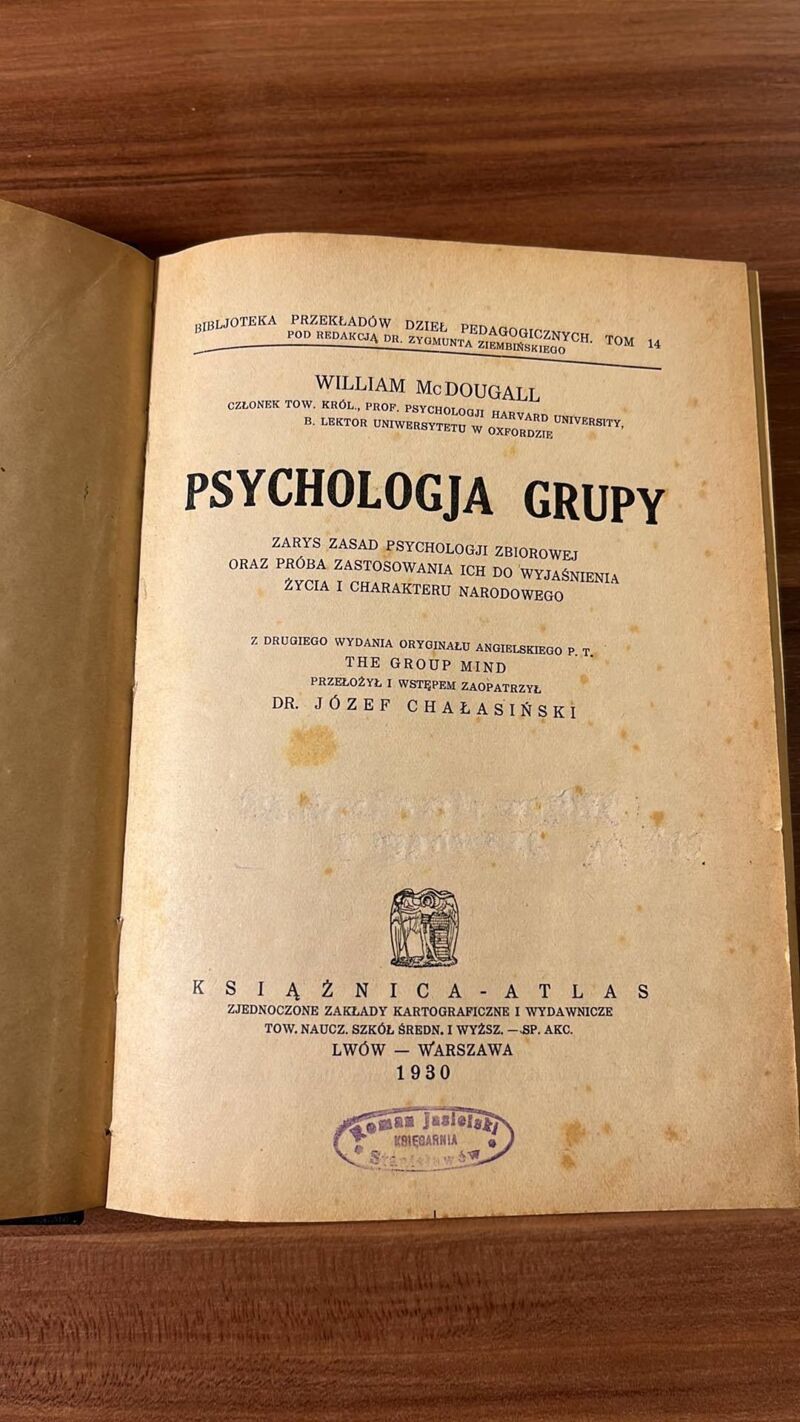 BIBLJOTEKA PRZEKŁADÓW DZIEŁ PEDAGOGICZNYCH. TOM 14
POD REDAKCJĄ DR. ZYGMUNTA ZIEMBIŃSKIEGO
WILLIAM McDOUGALL
CZŁONEK TOW. KRÓL., PROF. PSYCHOLOGJI HARVARD UNIVERSITY,
B. LEKTOR UNIWERSYTETU W OXFORDZIE
PSYCHOLOGJA GRUPY
ZARYS ZASAD PSYCHOLOGJI ZBIOROWEJ
ORAZ PRÓBA ZASTOSOWANIA ICH DO WYJAŚNIENIA
ŻYCIA I CHARAKTERU NARODOWEGO
Z DRUGIEGO WYDANIA ORYGINAŁU ANGIELSKIEGO P. T.
THE GROUP MIND
PRZEŁOŻYŁ I WSTĘPEM ZAOPATRZYŁ
DR. JÓZEF CHAŁASIŃSKI
KSIĄŻNICA-ATLAS
ZJEDNOCZONE ZAKŁADY KARTOGRAFICZNE I WYDAWNICZE
TOW. NAUCZ. SZKÓŁ ŚREDN. I WYŻSZ. — SP. AKC.
LWÓW — WARSZAWA
1930
Roman Jasielski
KSIĘGARNIA
Stanisławów